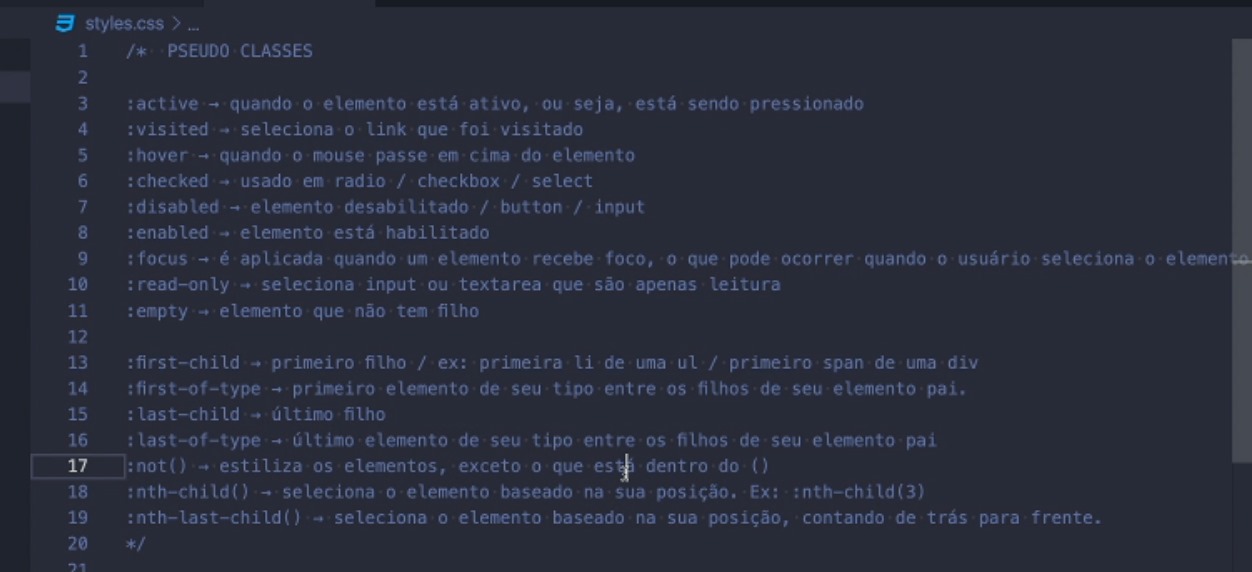 styles.css > ...
1 /* PSEUDO CLASSES
2
3 :active → quando o elemento está ativo, ou seja, está sendo pressionado
4 :visited → seleciona o link que foi visitado
5 :hover → quando o mouse passe em cima do elemento
6 :checked → usado em radio / checkbox / select
7 :disabled → elemento desabilitado / button / input
8 :enabled → elemento está habilitado
9 :focus → é aplicada quando um elemento recebe foco, o que pode ocorrer quando o usuário seleciona o elemento
10 :read-only → seleciona input ou textarea que são apenas leitura
11 :empty → elemento que não tem filho
12
13 :first-child → primeiro filho / ex: primeira li de uma ul / primeiro span de uma div
14 :first-of-type → primeiro elemento de seu tipo entre os filhos de seu elemento pai.
15 :last-child → último filho
16 :last-of-type → último elemento de seu tipo entre os filhos de seu elemento pai
17 :not() → estiliza os elementos, exceto o que está dentro do ()
18 :nth-child() → seleciona o elemento baseado na sua posição. Ex: :nth-child(3)
19 :nth-last-child() → seleciona o elemento baseado na sua posição, contando de trás para frente.
20 */
21